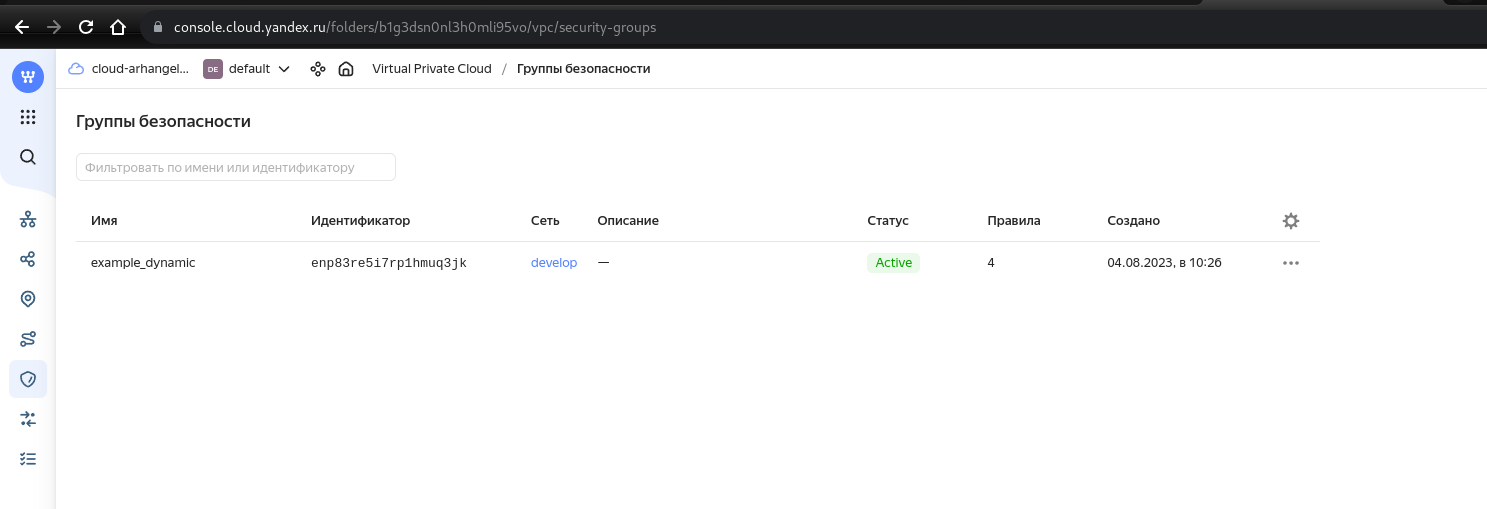 console.cloud.yandex.ru/folders/b1g3dsn0nl3h0mli95vo/vpc/security-groups
cloud-arhangel... DE default Virtual Private Cloud / Группы безопасности
Группы безопасности
Фильтровать по имени или идентификатору
Имя Идентификатор Сеть Описание Статус Правила Создано
example_dynamic enp83re5i7rp1hmuq3jk develop — Active 4 04.08.2023, в 10:26